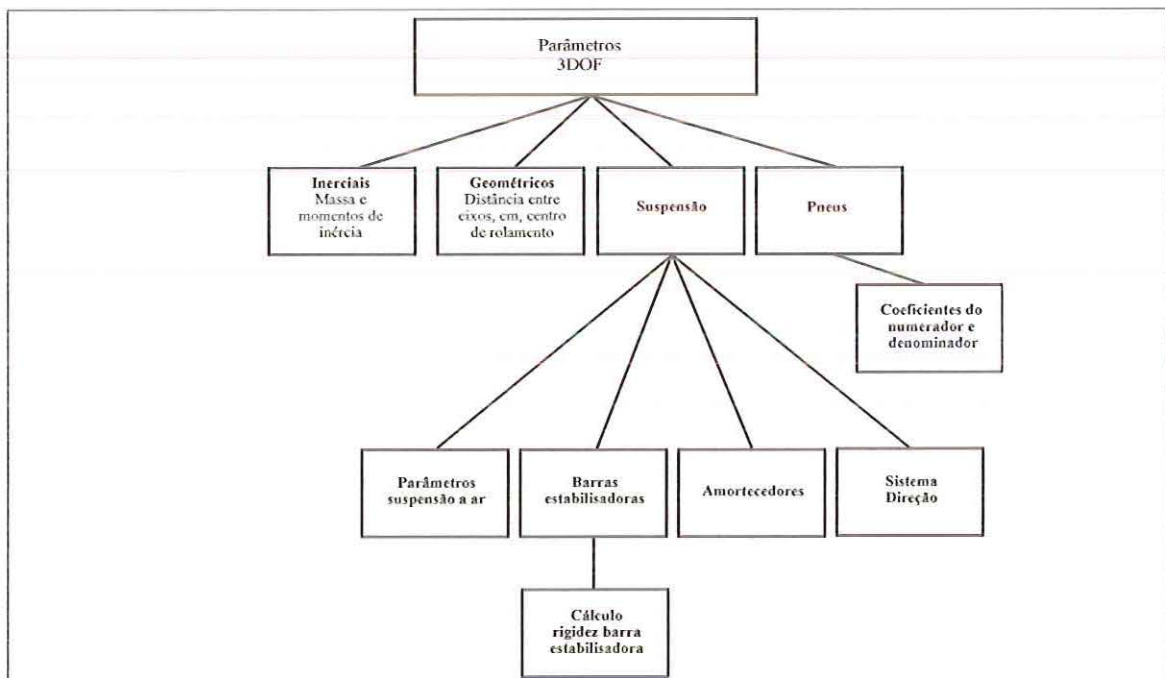 Parâmetros
3DOF
Inerciais
Massa e
momentos de
inércia
Geométricos
Distância entre
eixos, cm, centro
de rolamento
Suspensão
Pneus
Coeficientes do
numerador e
denominador
Parâmetros
suspensão a ar
Barras
estabilisadoras
Amortecedores
Sistema
Direção
Cálculo
rigidez barra
estabilisadora